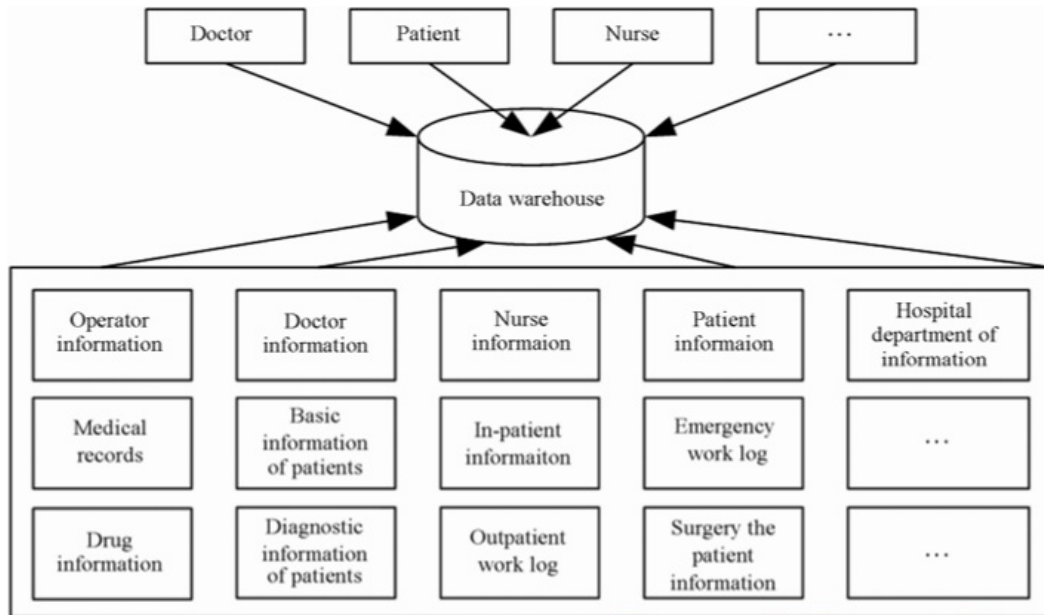 Doctor
Patient
Nurse
...
Data warehouse
Operator
information
Doctor
information
Nurse
informaion
Patient
informaion
Hospital
department of
information
Medical
records
Basic
information
of patients
In-patient
informaiton
Emergency
work log
...
Drug
information
Diagnostic
information
of patients
Outpatient
work log
Surgery the
patient
information
...